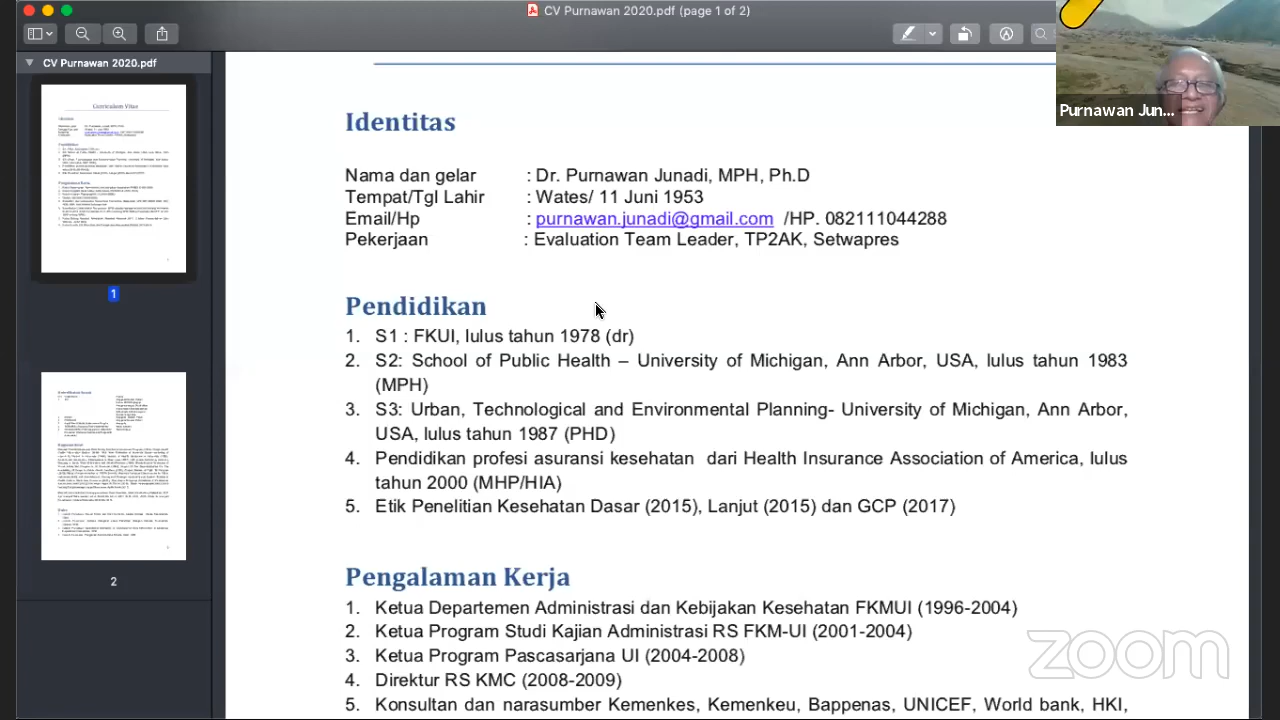 CV Purnawan 2020.pdf (page 1 of 2)
CV Purnawan 2020.pdf
Curriculum Vitae
1
2
Purnawan Jun...
Identitas
Nama dan gelar : Dr. Purnawan Junadi, MPH, Ph.D
Tempat/Tgl Lahir : Wates/ 11 Juni 1953
Email/Hp : purnawan.junadi@gmail.com /HP. 082111044288
Pekerjaan : Evaluation Team Leader, TP2AK, Setwapres
Pendidikan
1. S1 : FKUI, lulus tahun 1978 (dr)
2. S2: School of Public Health – University of Michigan, Ann Arbor, USA, lulus tahun 1983
(MPH)
3. S3: Urban, Technological and Environmental Planning- University of Michigan, Ann Arbor,
USA, lulus tahun 1987 (PHD)
4. Pendidikan profesi asuransi kesehatan dari Health Insurance Association of America, lulus
tahun 2000 (MHP/HIA)
5. Etik Penelitian Kesehatan Dasar (2015), Lanjut (2015) dan GCP (2017)
Pengalaman Kerja
1. Ketua Departemen Administrasi dan Kebijakan Kesehatan FKMUI (1996-2004)
2. Ketua Program Studi Kajian Administrasi RS FKM-UI (2001-2004)
3. Ketua Program Pascasarjana UI (2004-2008)
4. Direktur RS KMC (2008-2009)
5. Konsultan dan narasumber Kemenkes, Kemenkeu, Bappenas, UNICEF, World bank, HKI,
zoom